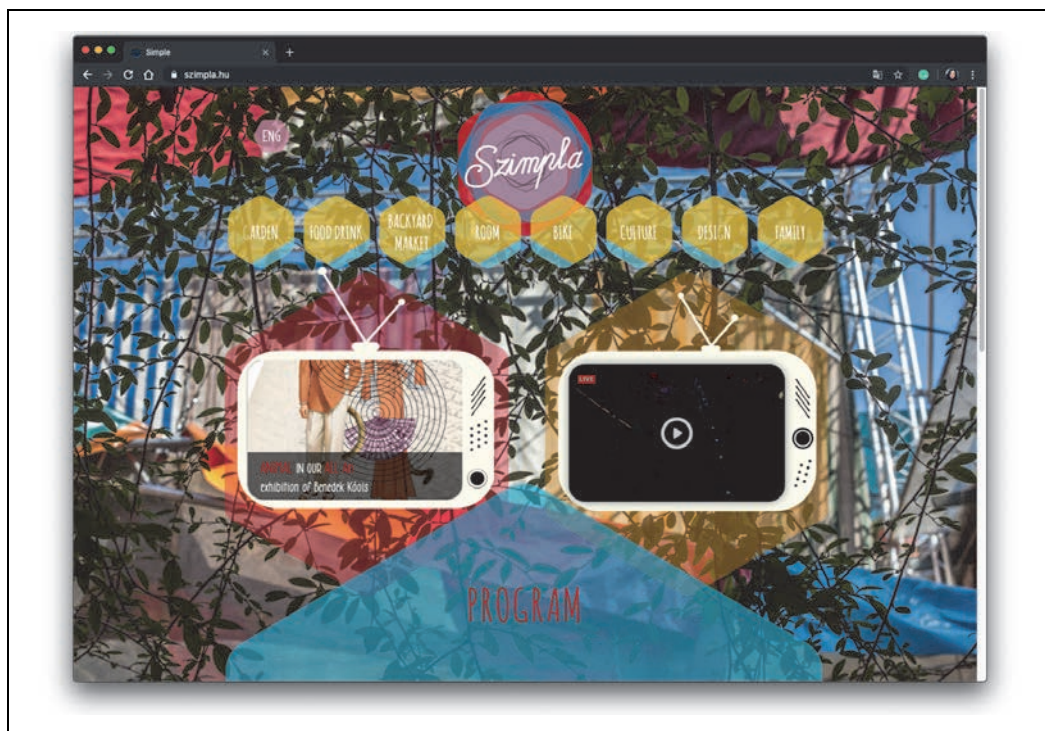 Simple
szimpla.hu
ENG
Szimpla
GARDEN
FOOD DRINK
BACKYARD
MARKET
ROOM
BIKE
CULTURE
DESIGN
FAMILY
IN OUR
exhibition of Benedek Koòls
LIVE
PROGRAM